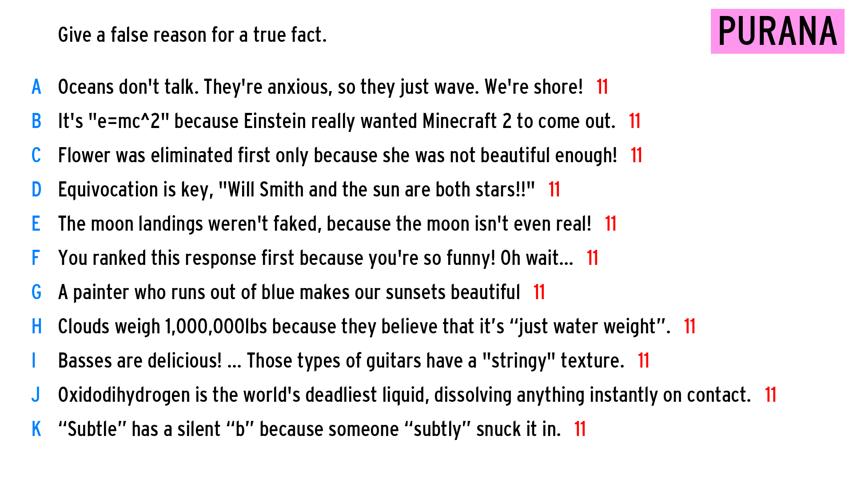 Give a false reason for a true fact.
PURANA
A Oceans don't talk. They're anxious, so they just wave. We're shore! 11
B It's "e=mc^2" because Einstein really wanted Minecraft 2 to come out. 11
C Flower was eliminated first only because she was not beautiful enough! 11
D Equivocation is key, "Will Smith and the sun are both stars!!" 11
E The moon landings weren't faked, because the moon isn't even real! 11
F You ranked this response first because you're so funny! Oh wait... 11
G A painter who runs out of blue makes our sunsets beautiful 11
H Clouds weigh 1,000,000lbs because they believe that it’s “just water weight”. 11
I Basses are delicious! ... Those types of guitars have a "stringy" texture. 11
J Oxidodihydrogen is the world's deadliest liquid, dissolving anything instantly on contact. 11
K “Subtle” has a silent “b” because someone “subtly” snuck it in. 11